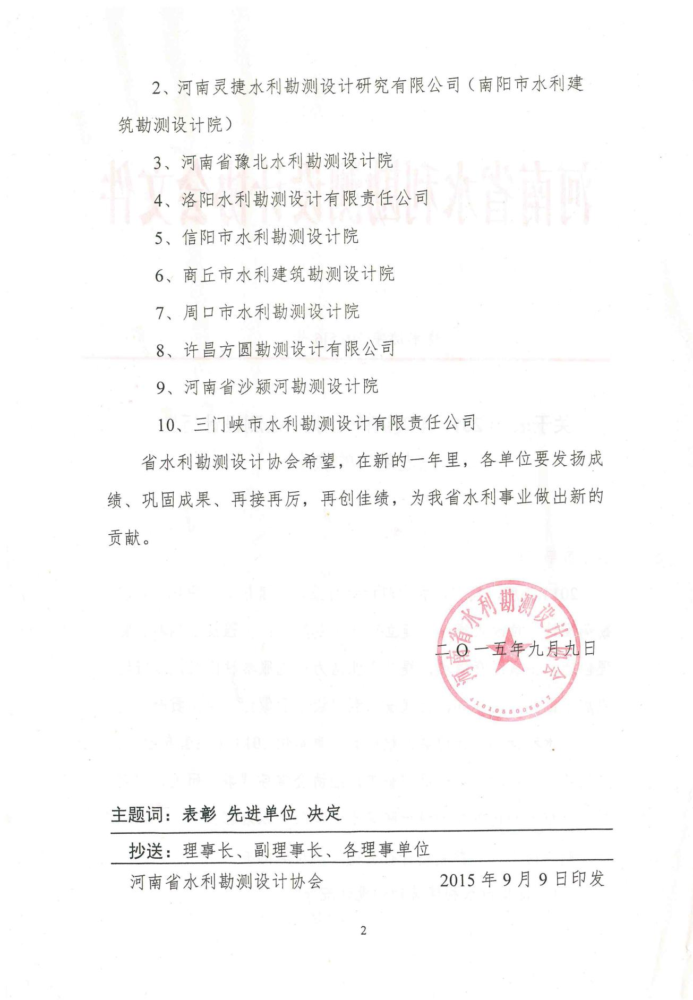 2、河南灵捷水利勘测设计研究有限公司（南阳市水利建
筑勘测设计院）
3、河南省豫北水利勘测设计院
4、洛阳水利勘测设计有限责任公司
5、信阳市水利勘测设计院
6、商丘市水利建筑勘测设计院
7、周口市水利勘测设计院
8、许昌方圆勘测设计有限公司
9、河南省沙颍河勘测设计院
10、三门峡市水利勘测设计有限责任公司
省水利勘测设计协会希望，在新的一年里，各单位要发扬成
绩、巩固成果、再接再厉，再创佳绩，为我省水利事业做出新的
贡献。
河南省水利勘测设计协会
二〇一五年九月九日
4101055005617
主题词：表彰 先进单位 决定
抄送：理事长、副理事长、各理事单位
河南省水利勘测设计协会 2015 年 9 月 9 日印发
2